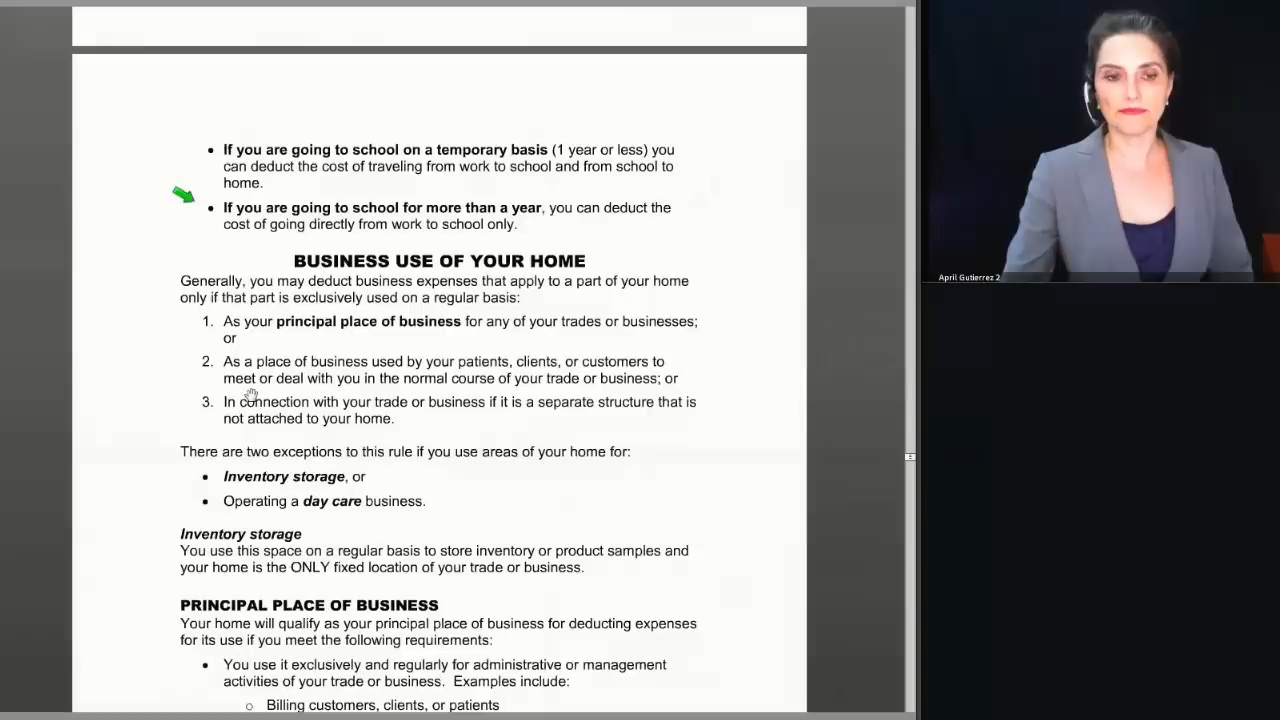 • If you are going to school on a temporary basis (1 year or less) you
can deduct the cost of traveling from work to school and from school to
home.
• If you are going to school for more than a year, you can deduct the
cost of going directly from work to school only.
BUSINESS USE OF YOUR HOME
Generally, you may deduct business expenses that apply to a part of your home
only if that part is exclusively used on a regular basis:
1. As your principal place of business for any of your trades or businesses;
or
2. As a place of business used by your patients, clients, or customers to
meet or deal with you in the normal course of your trade or business; or
3. In connection with your trade or business if it is a separate structure that is
not attached to your home.
There are two exceptions to this rule if you use areas of your home for:
• Inventory storage, or
• Operating a day care business.
Inventory storage
You use this space on a regular basis to store inventory or product samples and
your home is the ONLY fixed location of your trade or business.
PRINCIPAL PLACE OF BUSINESS
Your home will qualify as your principal place of business for deducting expenses
for its use if you meet the following requirements:
• You use it exclusively and regularly for administrative or management
activities of your trade or business. Examples include:
o Billing customers, clients, or patients
April Gutierrez 2